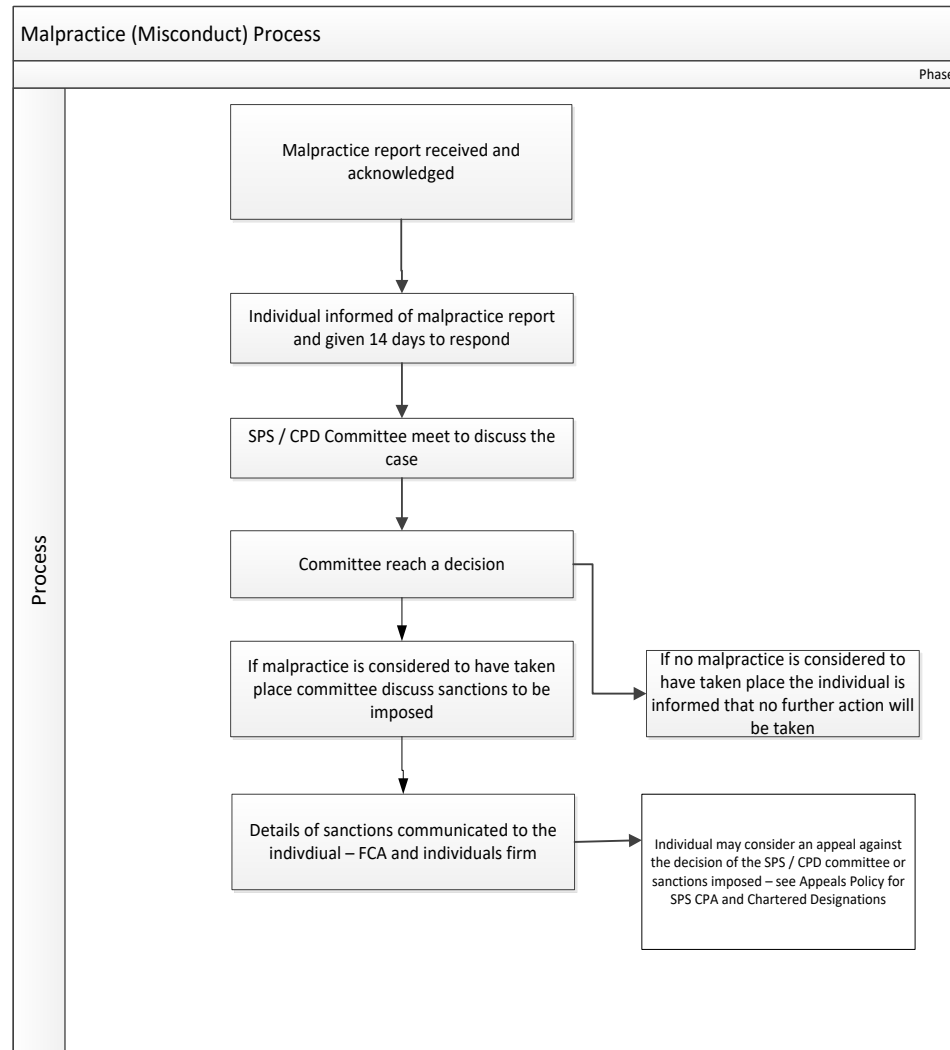 Malpractice (Misconduct) Process
Phase
Process
Malpractice report received and
acknowledged
Individual informed of malpractice report
and given 14 days to respond
SPS / CPD Committee meet to discuss the
case
Committee reach a decision
If malpractice is considered to have taken
place committee discuss sanctions to be
imposed
If no malpractice is considered to
have taken place the individual is
informed that no further action will
be taken
Details of sanctions communicated to the
indivdiual – FCA and individuals firm
Individual may consider an appeal against
the decision of the SPS / CPD committee or
sanctions imposed – see Appeals Policy for
SPS CPA and Chartered Designations